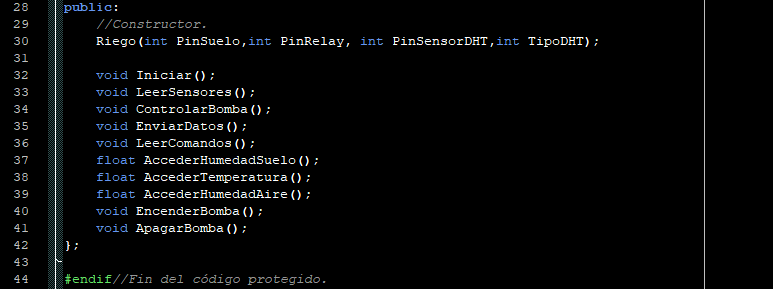 28 public:
29 //Constructor.
30 Riego(int PinSuelo,int PinRelay, int PinSensorDHT,int TipoDHT);
31
32 void Iniciar();
33 void LeerSensores();
34 void ControlarBomba();
35 void EnviarDatos();
36 void LeerComandos();
37 float AccederHumedadSuelo();
38 float AccederTemperatura();
39 float AccederHumedadAire();
40 void EncenderBomba();
41 void ApagarBomba();
42 };
43
44 #endif//Fin del código protegido.